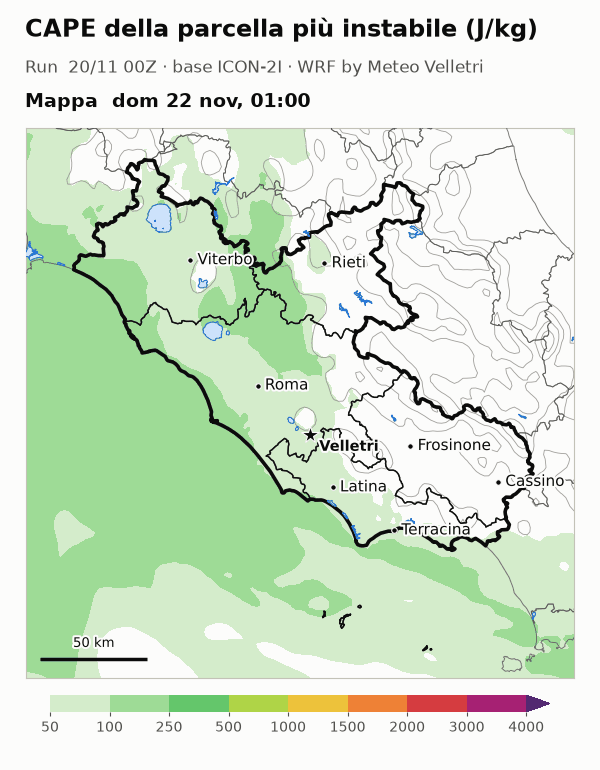 CAPE della parcella più instabile (J/kg)
Run  20/11 00Z · base ICON-2I · WRF by Meteo Velletri
Mappa  dom 22 nov, 01:00
Viterbo
Rieti
Roma
Velletri
Frosinone
Cassino
Latina
Terracina
50 km
50 100 250 500 1000 1500 2000 3000 4000